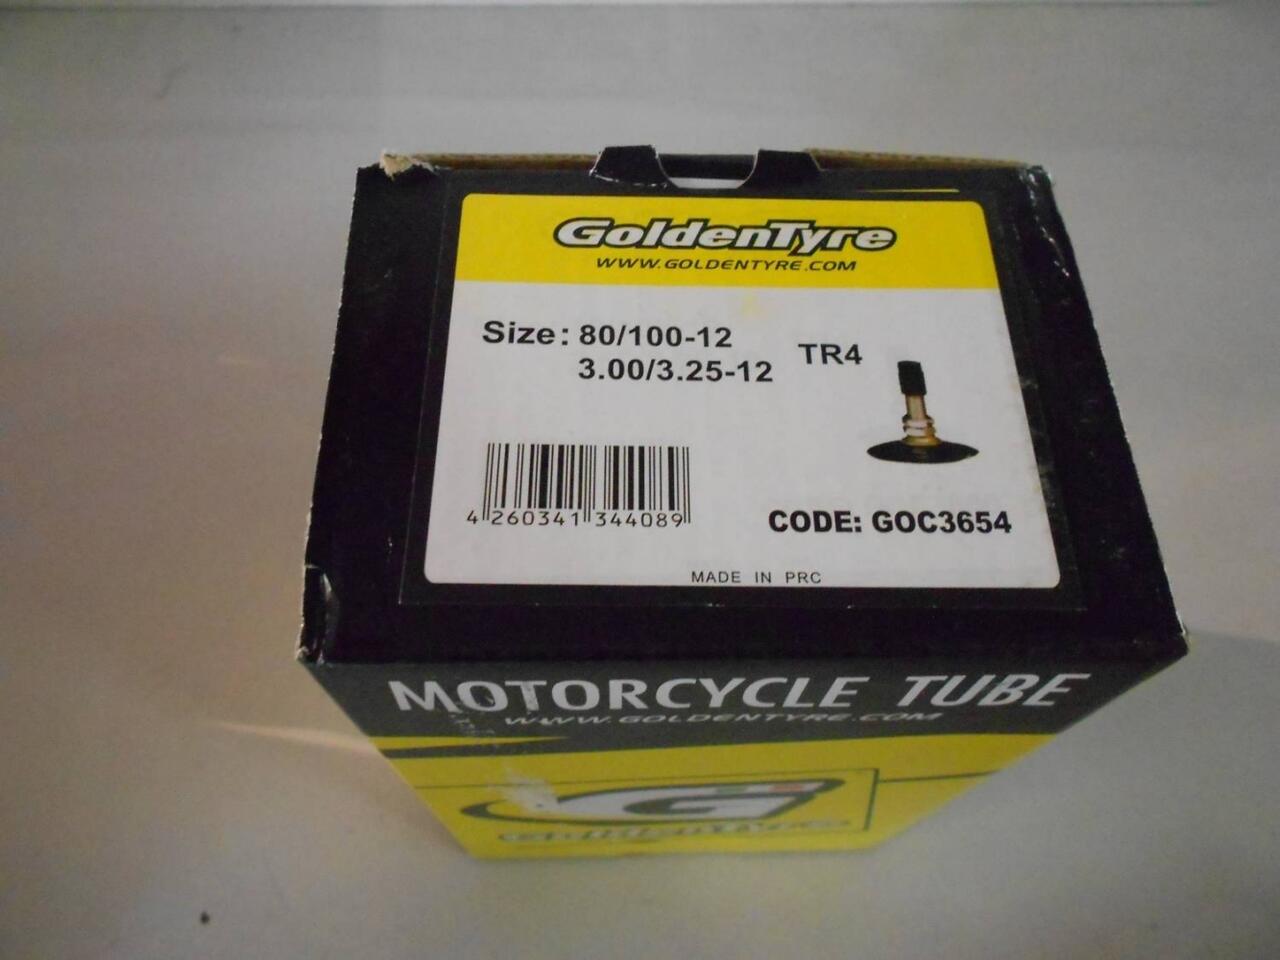 GoldenTyre
WWW.GOLDENTYRE.COM
Size: 80/100-12
3.00/3.25-12
TR4
4 260341 344089
CODE: GOC3654
MADE IN PRC
MOTORCYCLE TUBE
WWW.GOLDENTYRE.COM
G
GoldenTyre